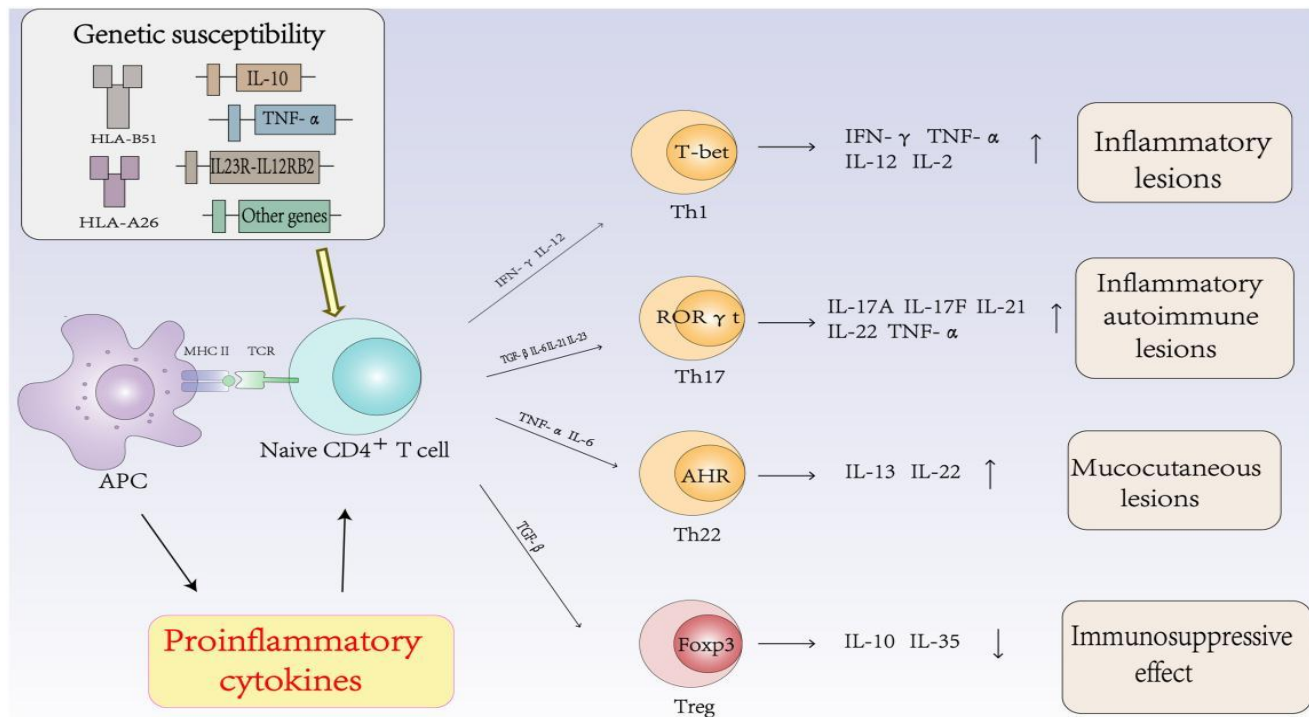 Genetic susceptibility
HLA-B51
HLA-A26
IL-10
TNF- α
IL23R-IL12RB2
Other genes
MHC II
TCR
APC
Naive CD4+ T cell
Proinflammatory
cytokines
IFN- γ IL-12
TGF- β IL-6 IL-21 IL-23
TNF- α IL-6
TGF- β
T-bet
Th1
IFN- γ TNF- α
IL-12 IL-2
↑
Inflammatory
lesions
ROR γ t
Th17
IL-17A IL-17F IL-21
IL-22 TNF- α
↑
Inflammatory
autoimmune
lesions
AHR
Th22
IL-13 IL-22 ↑
Mucocutaneous
lesions
Foxp3
Treg
IL-10 IL-35 ↓
Immunosuppressive
effect